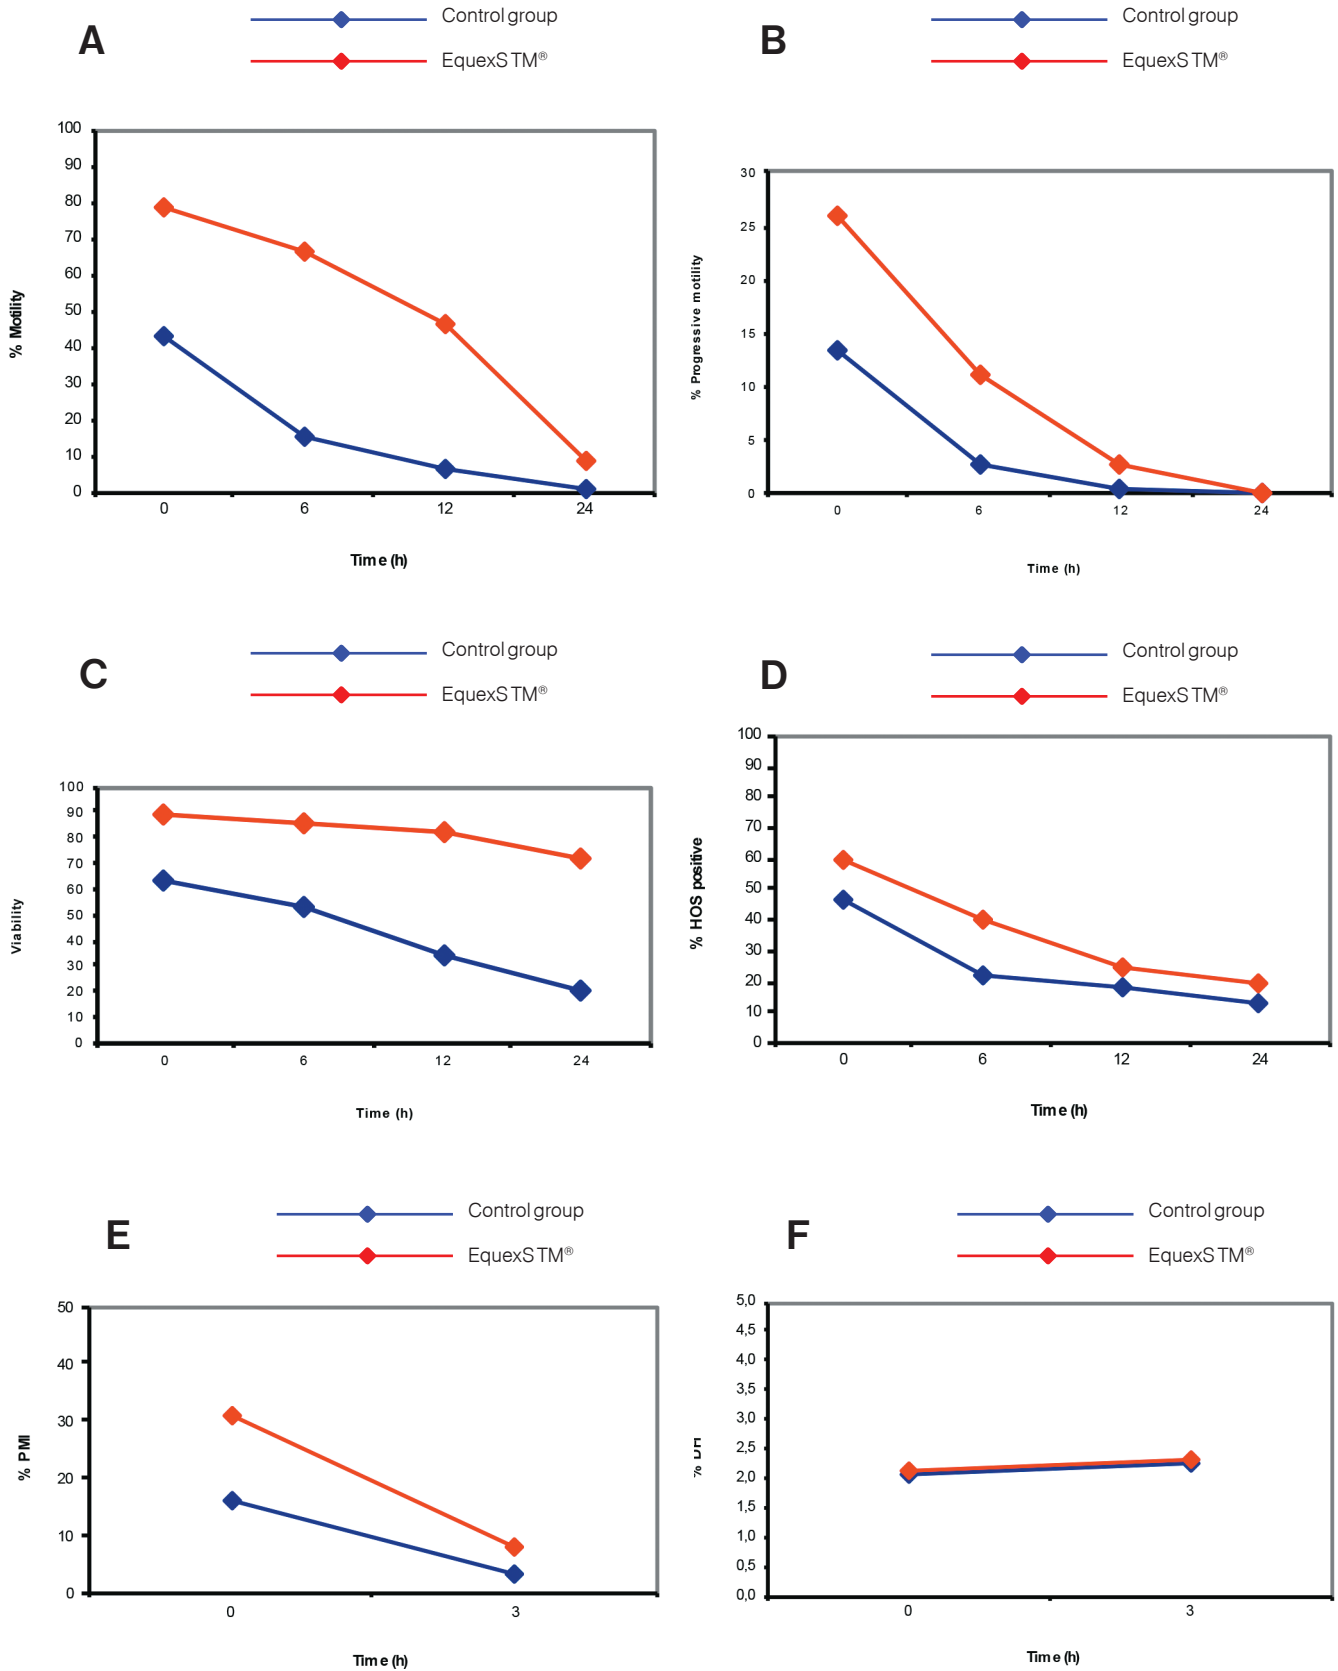 A
Control group
EquexSTM®
100
90
80
70
60
50
40
30
20
10
0
% Motility
0 6 12 24
Time (h)
B
Control group
EquexSTM®
30
25
20
15
10
5
0
% Progressive motility
0 6 12 24
Time (h)
C
Control group
EquexSTM®
100
90
80
70
60
50
40
30
20
10
0
Viability
0 6 12 24
Time (h)
D
Control group
EquexSTM®
100
90
80
70
60
50
40
30
20
10
0
% HOS positive
0 6 12 24
Time (h)
E
Control group
EquexSTM®
50
40
30
20
10
0
% PMI
0 3
Time (h)
F
Control group
EquexSTM®
5,0
4,5
4,0
3,5
3,0
2,5
2,0
1,5
1,0
0,5
0,0
%
0 3
Time (h)